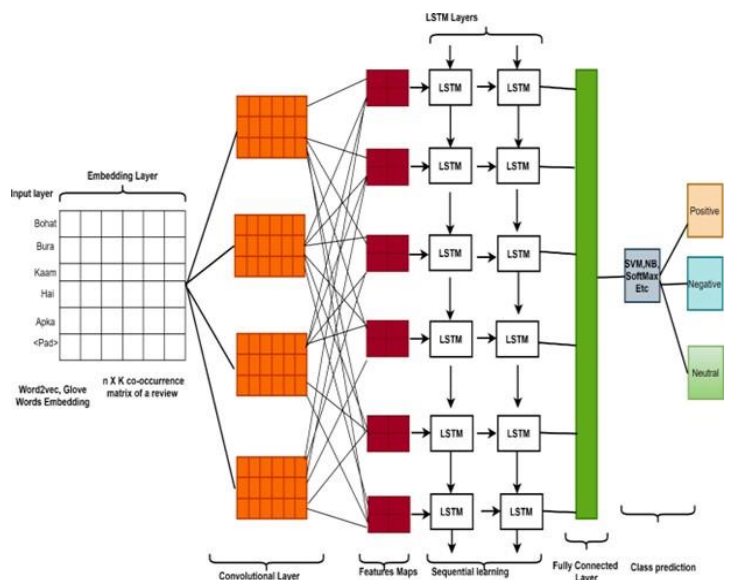 LSTM Layers
Embedding Layer
Input layer
Bohat
Bura
Kaam
Hai
Apka
<Pad>
Word2vec, Glove
Words Embedding
n X K co-occurrence
matrix of a review
LSTM
LSTM
LSTM
LSTM
LSTM
LSTM
LSTM
LSTM
LSTM
LSTM
LSTM
LSTM
SVM,NB,
SoftMax
Etc
Positive
Negative
Neutral
Convolutional Layer
Features Maps
Sequential learning
Fully Connected
Layer
Class prediction